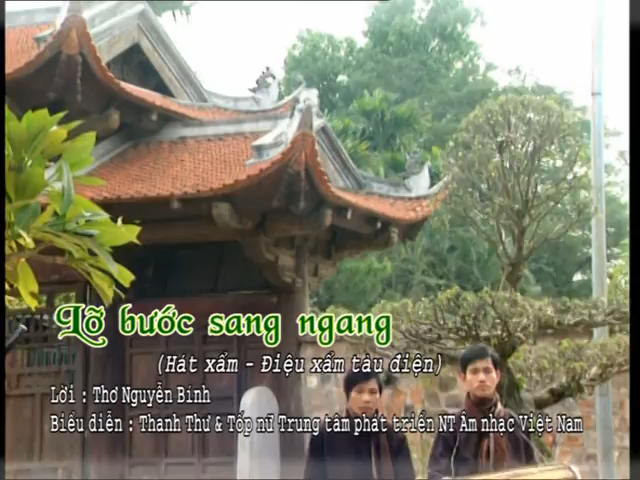 Lỡ bước sang ngang
(Hát xẩm - Điệu xẩm tàu điện)
Lời : Thơ Nguyễn Bính
Biểu diễn : Thanh Thư & Tốp nữ Trung tâm phát triển NT Âm nhạc Việt Nam